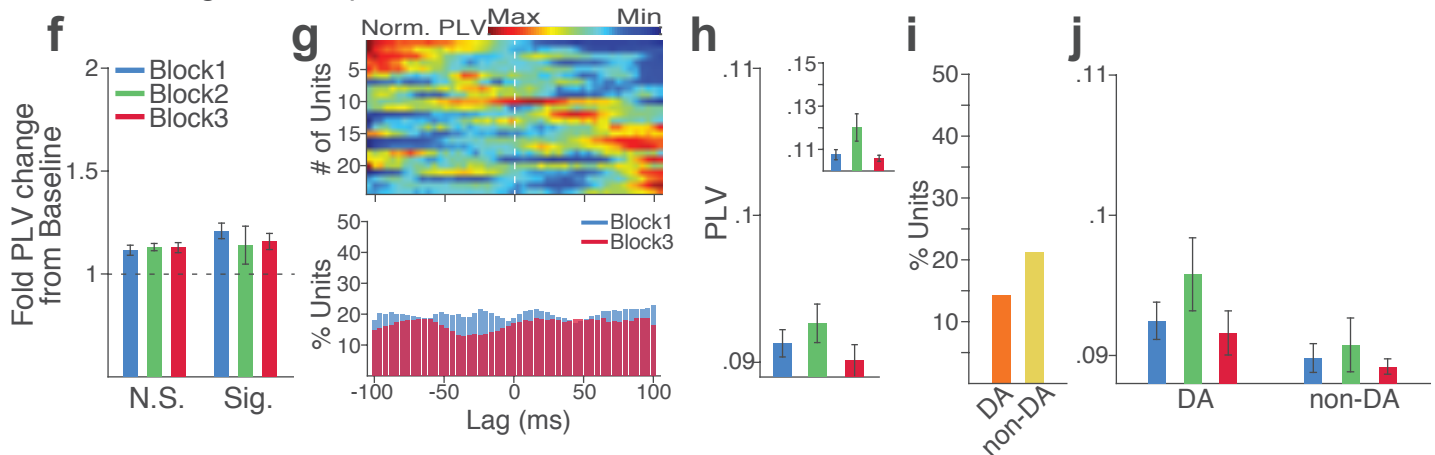 f
2
Block1
Block2
Block3
1.5
1
Fold PLV change
from Baseline
N.S.
Sig.
g
Norm. PLV
Max
Min
5
10
15
20
# of Units
50
40
30
20
10
% Units
Block1
Block3
-100
-50
0
50
100
Lag (ms)
h
.11
.1
.09
PLV
.15
.13
.11
i
50
40
30
20
10
% Units
DA
non-DA
j
.11
.1
.09
DA
non-DA